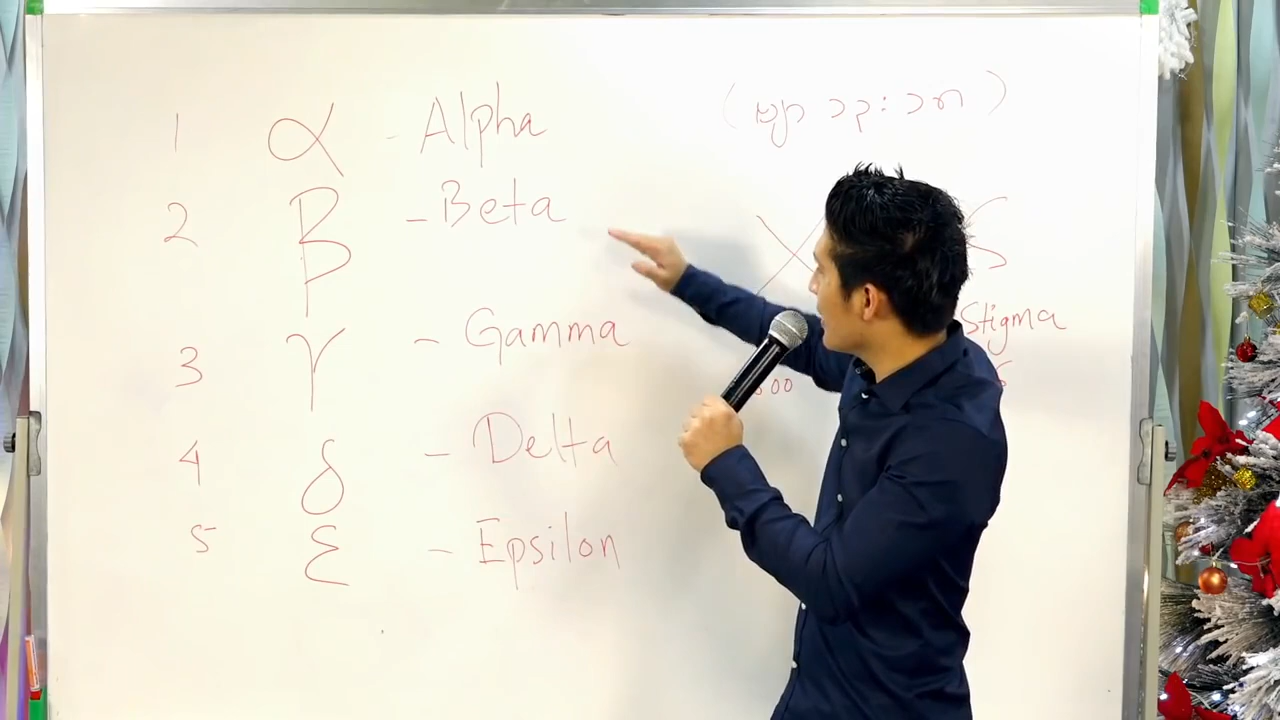 1 α - Alpha
2 β - Beta
3 γ - Gamma
4 δ - Delta
5 ε - Epsilon
X S
Stigma